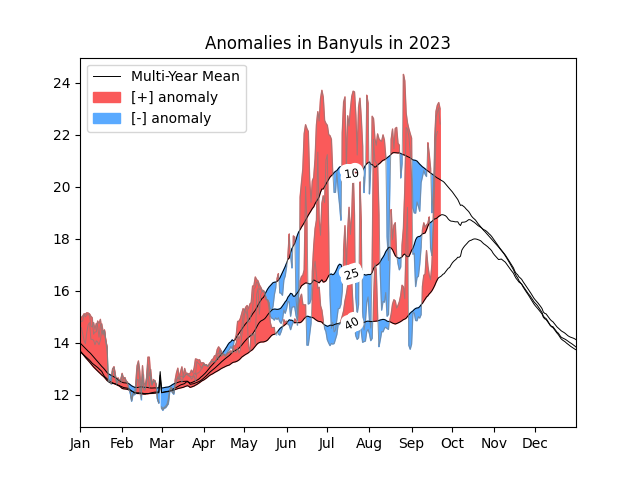 Anomalies in Banyuls in 2023
Multi-Year Mean
[+] anomaly
[-] anomaly
24
22
20
18
16
14
12
10
25
40
Jan Feb Mar Apr May Jun Jul Aug Sep Oct Nov Dec